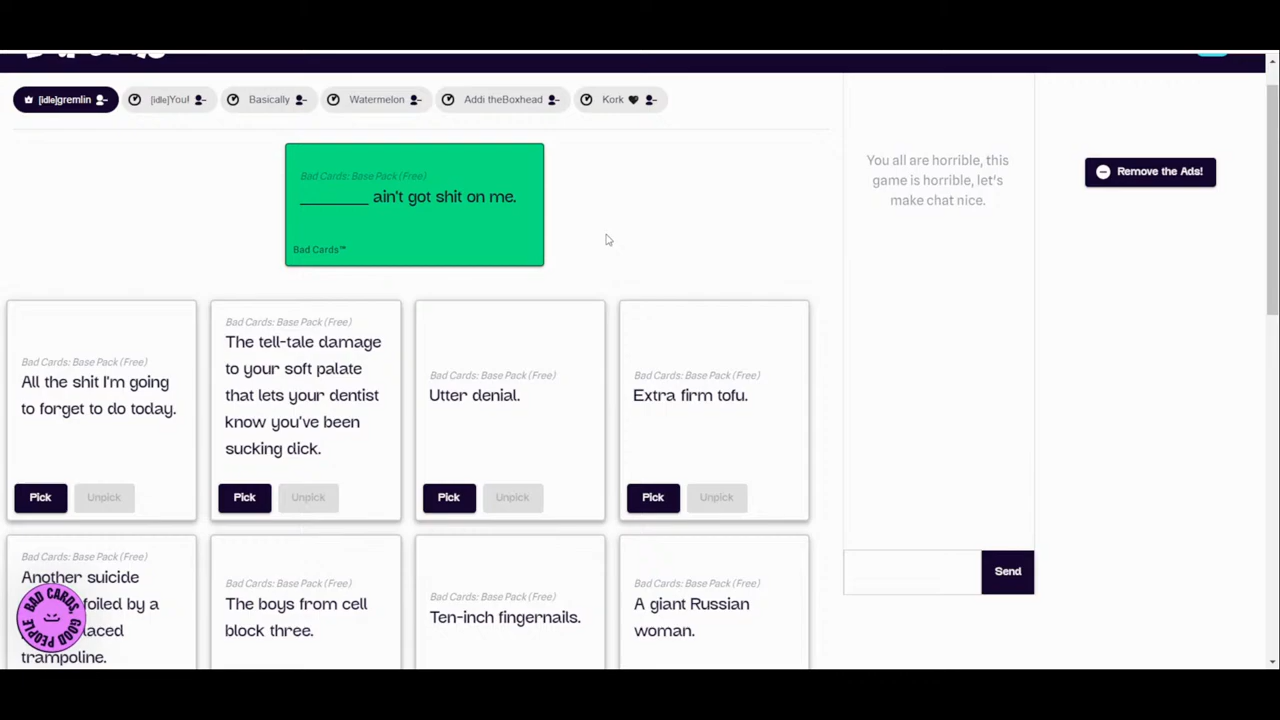 [idle]gremlin
[idle]You!
Basically
Watermelon
Addi theBoxhead
Kork
Bad Cards: Base Pack (Free)
________ ain't got shit on me.
Bad Cards™
You all are horrible, this
game is horrible, let's
make chat nice.
Remove the Ads!
Bad Cards: Base Pack (Free)
All the shit I'm going
to forget to do today.
Pick
Unpick
Bad Cards: Base Pack (Free)
The tell-tale damage
to your soft palate
that lets your dentist
know you've been
sucking dick.
Pick
Unpick
Bad Cards: Base Pack (Free)
Utter denial.
Pick
Unpick
Bad Cards: Base Pack (Free)
Extra firm tofu.
Pick
Unpick
Bad Cards: Base Pack (Free)
Another suicide
foiled by a
laced
trampoline.
Bad Cards: Base Pack (Free)
The boys from cell
block three.
Bad Cards: Base Pack (Free)
Ten-inch fingernails.
Bad Cards: Base Pack (Free)
A giant Russian
woman.
Send
BAD CARDS,
GOOD PEOPLE